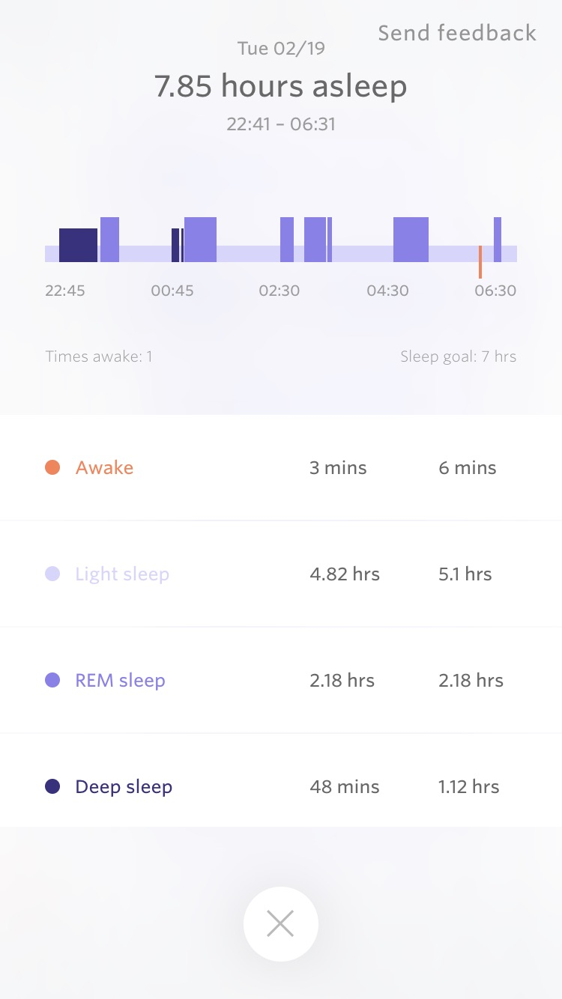 Send feedback
Tue 02/19
7.85 hours asleep
22:41 – 06:31
22:45 00:45 02:30 04:30 06:30
Times awake: 1 Sleep goal: 7 hrs
Awake 3 mins 6 mins
Light sleep 4.82 hrs 5.1 hrs
REM sleep 2.18 hrs 2.18 hrs
Deep sleep 48 mins 1.12 hrs